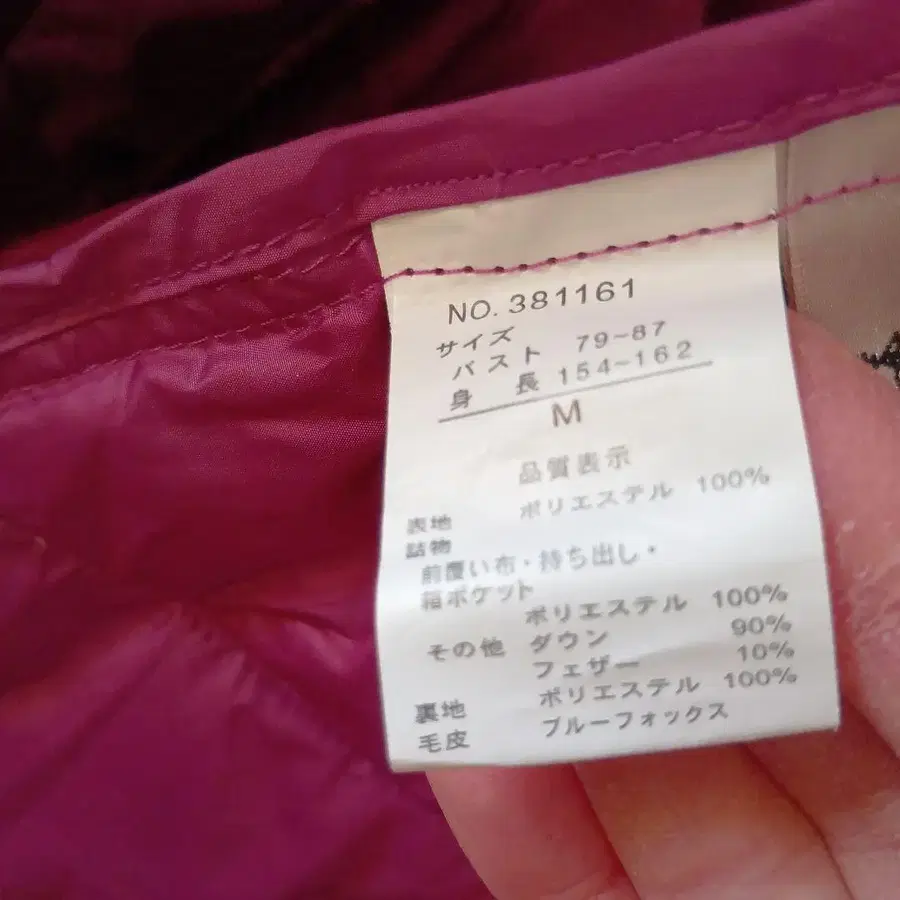 NO. 381161
サイズ
バスト 79-87
身 長 154-162
M
品質表示
表地 ポリエステル 100%
詰物
前覆い布・持ち出し・
箱ポケット
ポリエステル 100%
その他 ダウン 90%
フェザー 10%
裏地 ポリエステル 100%
毛皮 ブルーフォックス